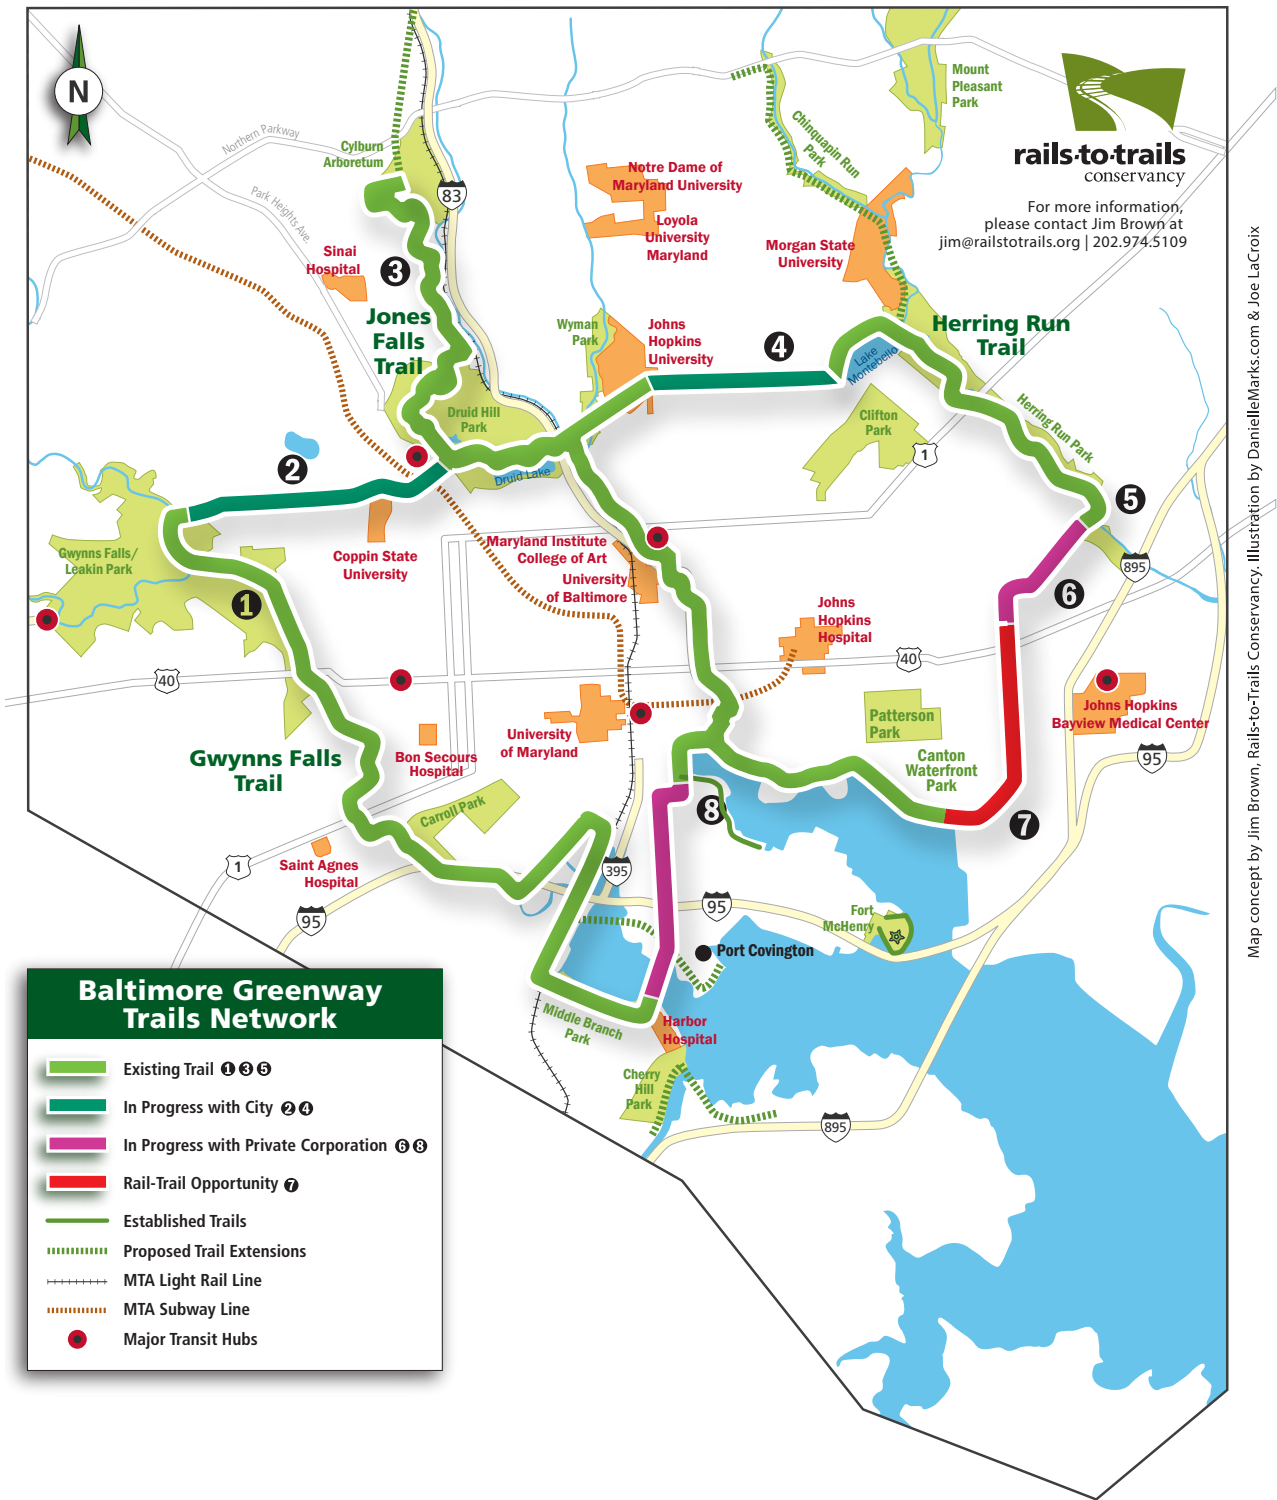 N
Northern Parkway
Park Heights Ave.
Cylburn
Arboretum
83
Sinai
Hospital
3
Jones
Falls
Trail
Notre Dame of
Maryland University
Loyola
University
Maryland
Chinquapin Run
Park
Mount
Pleasant
Park
rails·to·trails
conservancy
For more information,
please contact Jim Brown at
jim@railstotrails.org | 202.974.5109
Morgan State
University
Wyman
Park
Johns
Hopkins
University
4
Lake
Montebello
Herring Run
Trail
Herring Run Park
Clifton
Park
1
5
895
6
Druid Hill
Park
Druid Lake
2
Gwynns Falls/
Leakin Park
Coppin State
University
1
Maryland Institute
College of Art
University
of Baltimore
Johns
Hopkins
Hospital
40
40
Johns Hopkins
Bayview Medical Center
95
Patterson
Park
Canton
Waterfront
Park
7
University
of Maryland
Bon Secours
Hospital
Gwynns Falls
Trail
Carroll Park
8
Saint Agnes
Hospital
1
95
395
95
Fort
McHenry
Port Covington
Middle Branch
Park
Harbor
Hospital
Cherry
Hill
Park
895
Baltimore Greenway
Trails Network
Existing Trail 1 3 5
In Progress with City 2 4
In Progress with Private Corporation 6 8
Rail-Trail Opportunity 7
Established Trails
Proposed Trail Extensions
MTA Light Rail Line
MTA Subway Line
Major Transit Hubs
Map concept by Jim Brown, Rails-to-Trails Conservancy. Illustration by DanielleMarks.com & Joe LaCroix